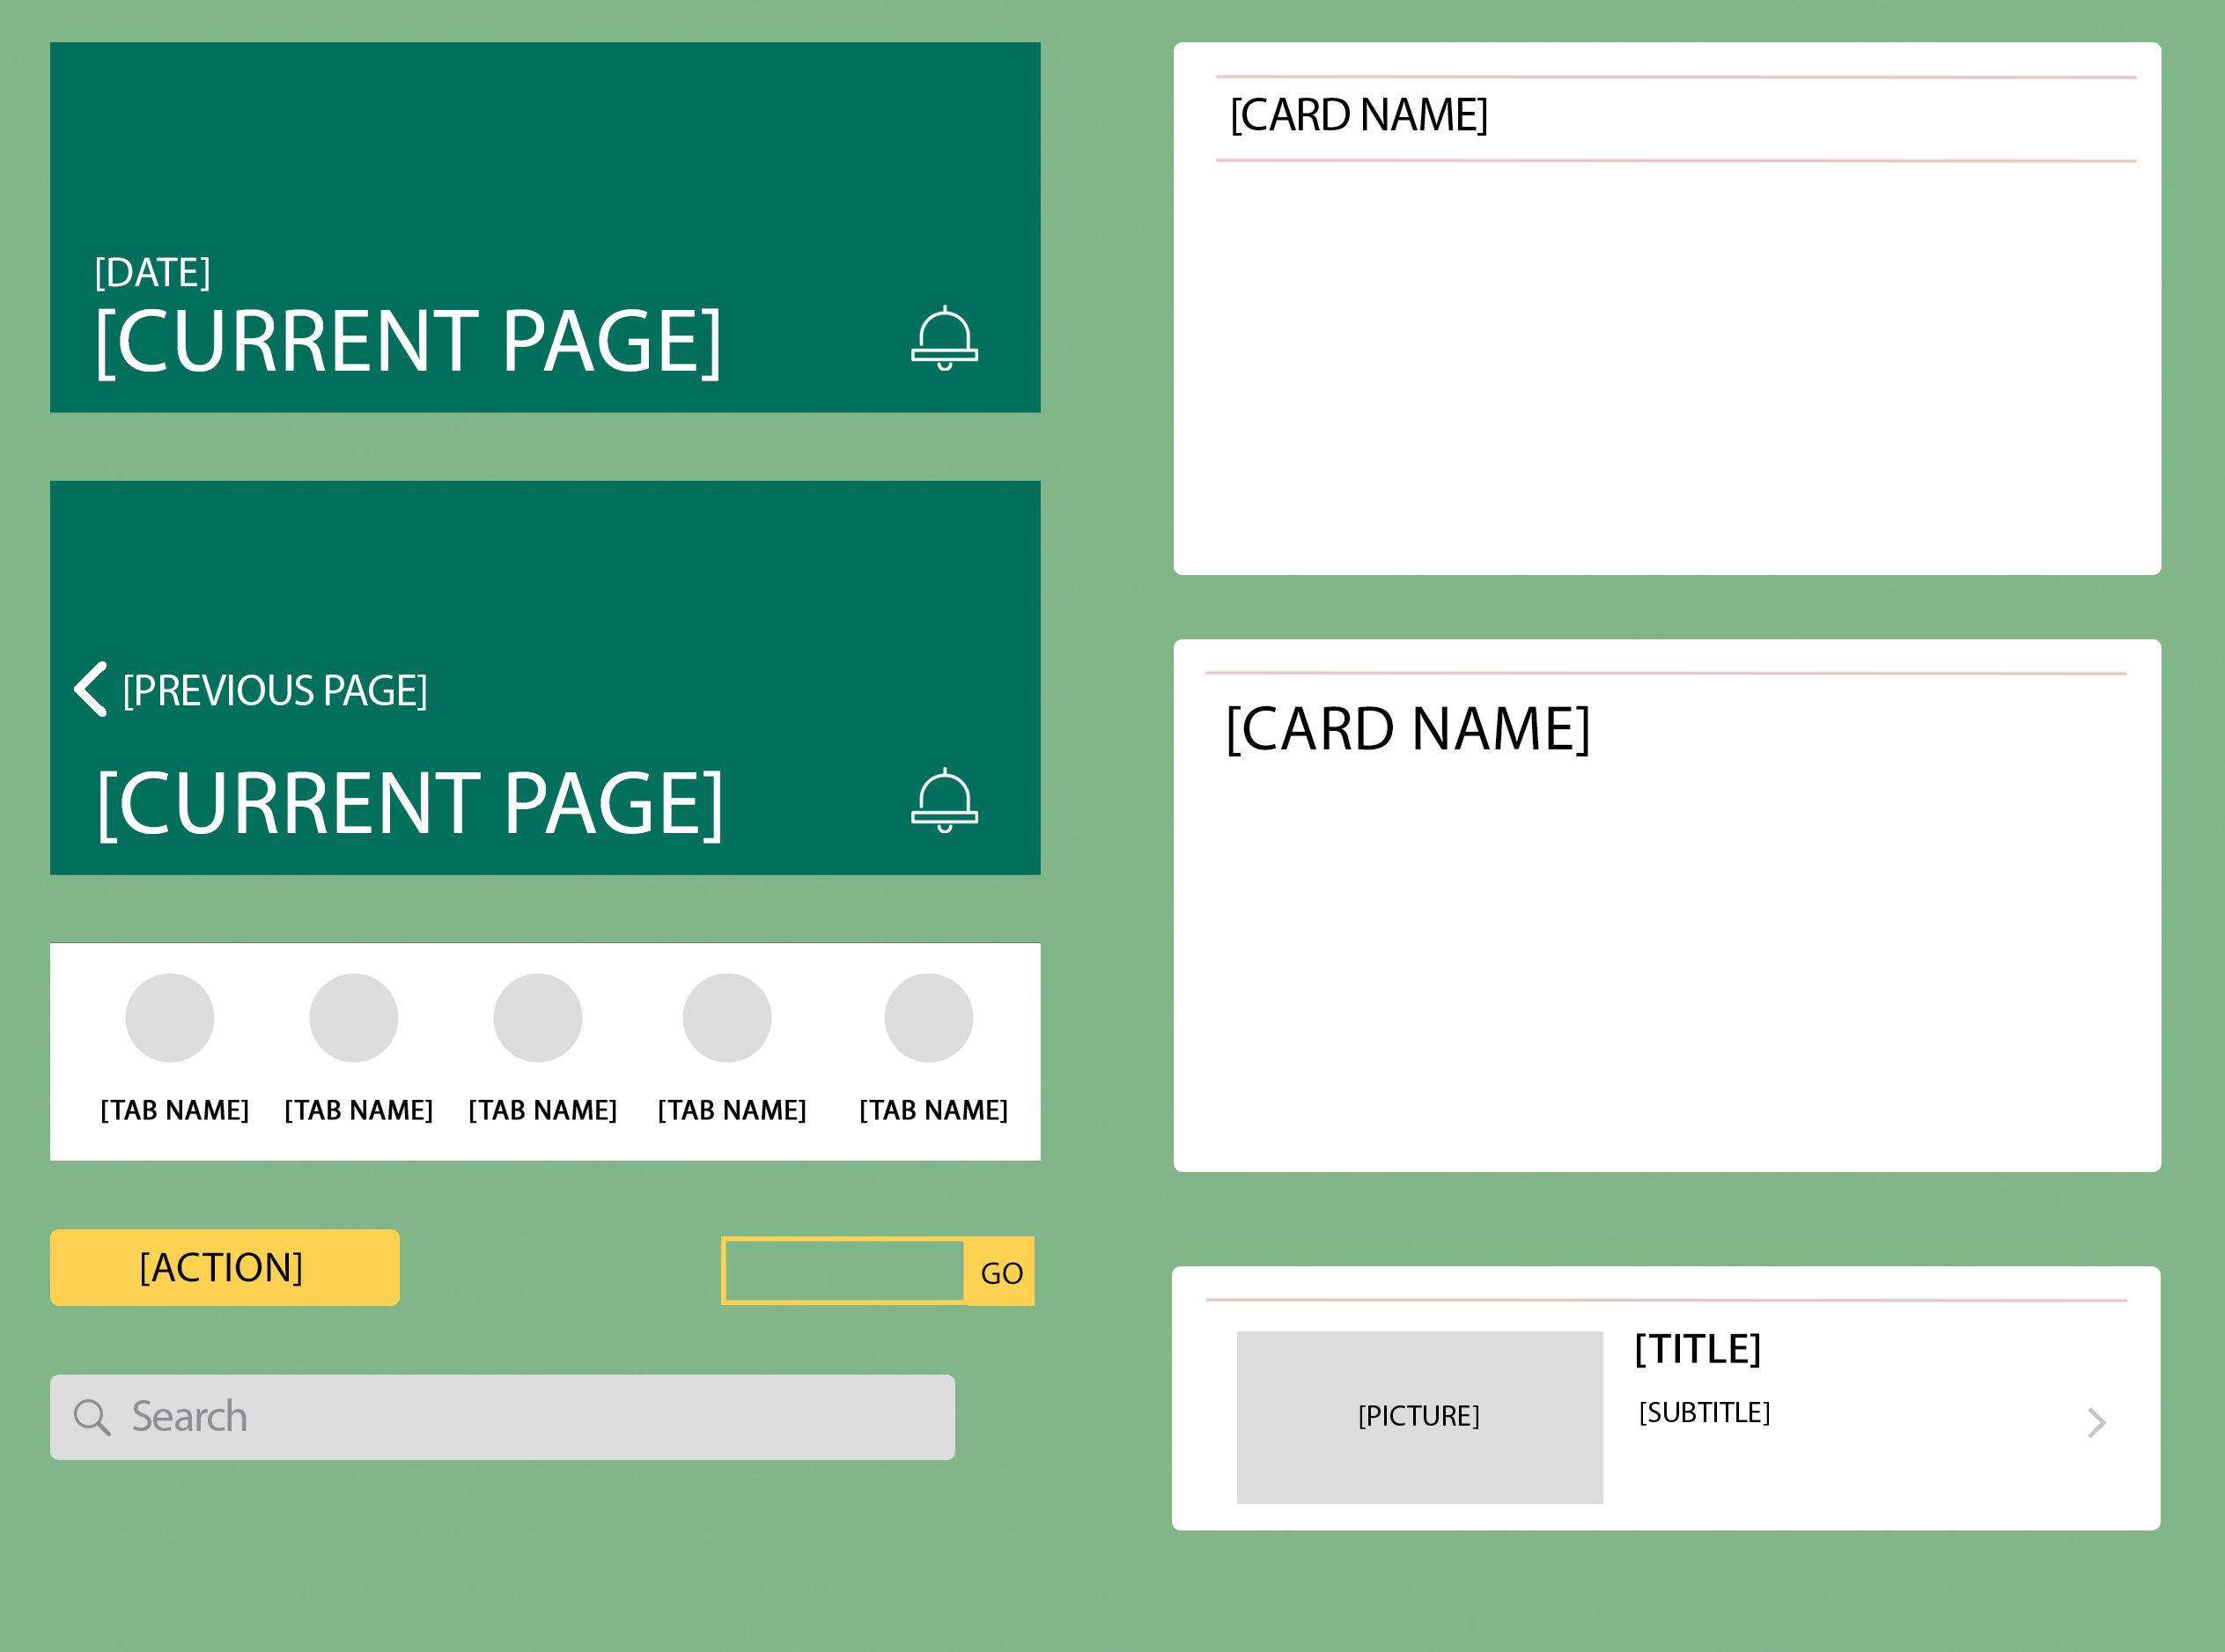 [DATE]
[CURRENT PAGE]
[PREVIOUS PAGE]
[CURRENT PAGE]
[TAB NAME] [TAB NAME] [TAB NAME] [TAB NAME] [TAB NAME]
[ACTION]
GO
Search
[CARD NAME]
[CARD NAME]
[TITLE]
[PICTURE]
[SUBTITLE]